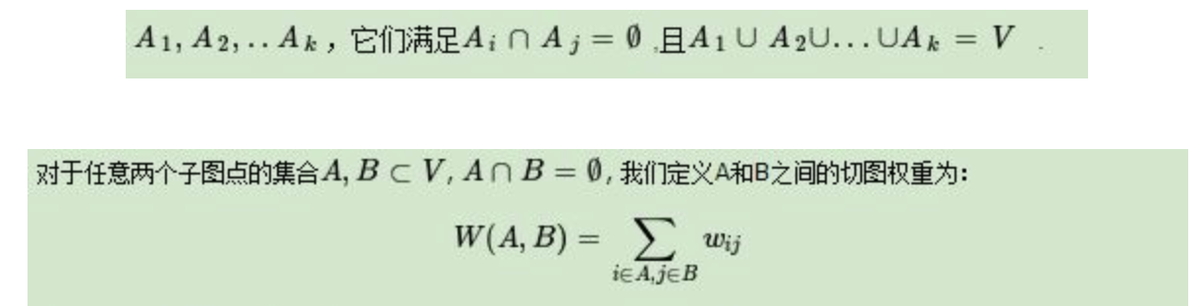 A₁, A₂, .. Aₖ，它们满足Aᵢ ∩ Aⱼ = ∅ ,且A₁ ∪ A₂∪...∪Aₖ = V .
对于任意两个子图点的集合A, B ⊂ V, A ∩ B = ∅, 我们定义A和B之间的切图权重为：
W(A, B) = ∑ wᵢⱼ
i∈A,j∈B